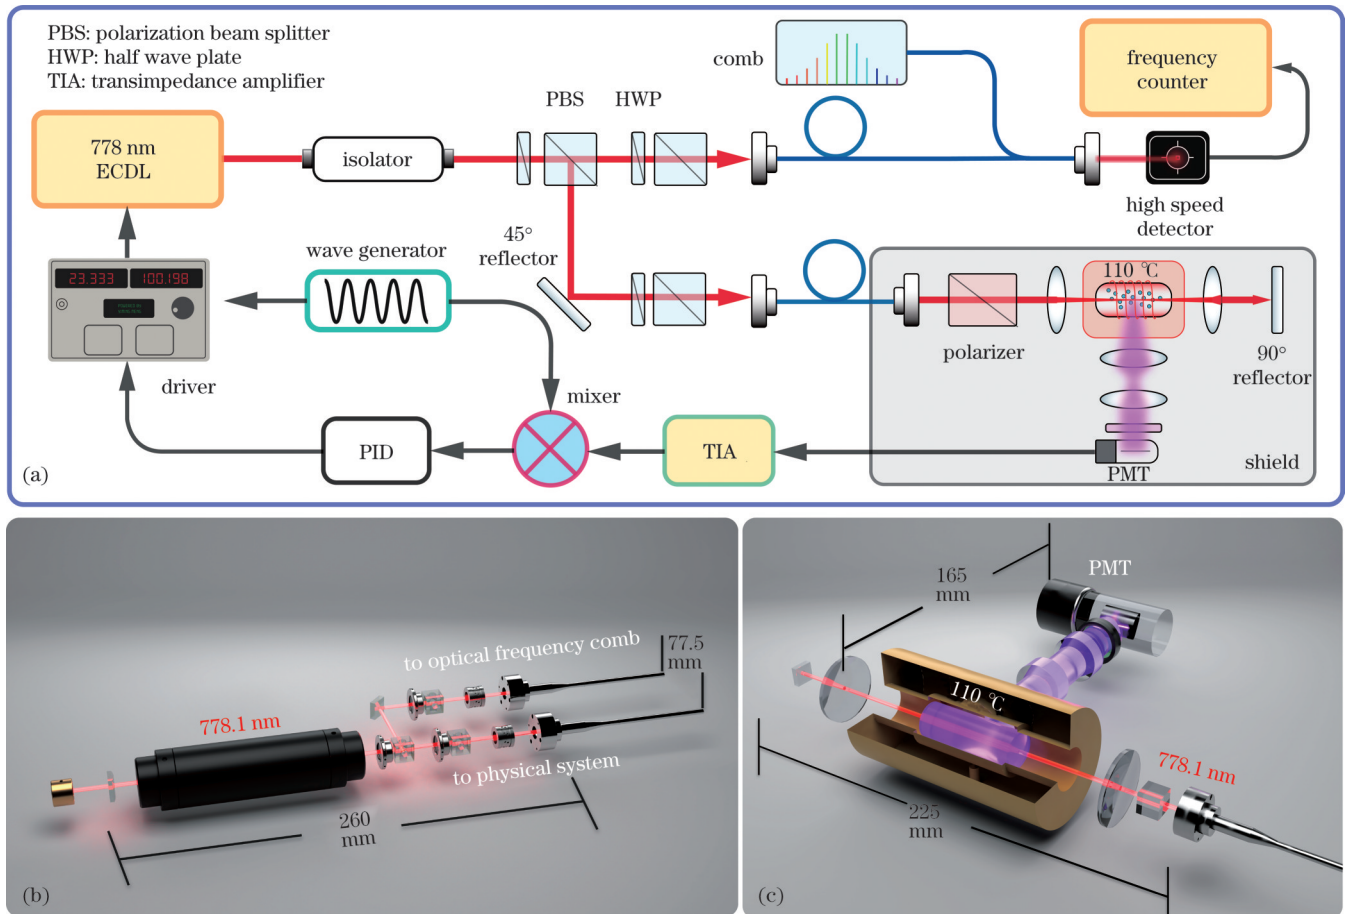 PBS: polarization beam splitter
HWP: half wave plate
TIA: transimpedance amplifier
778 nm
ECDL
isolator
PBS
HWP
comb
frequency
counter
high speed
detector
45°
reflector
wave generator
23.333
100.198
driver
mixer
PID
TIA
polarizer
110 ℃
90°
reflector
PMT
shield
(a)
to optical frequency comb
77.5
mm
778.1 nm
to physical system
260
mm
(b)
165
mm
PMT
110 ℃
778.1 nm
225
mm
(c)